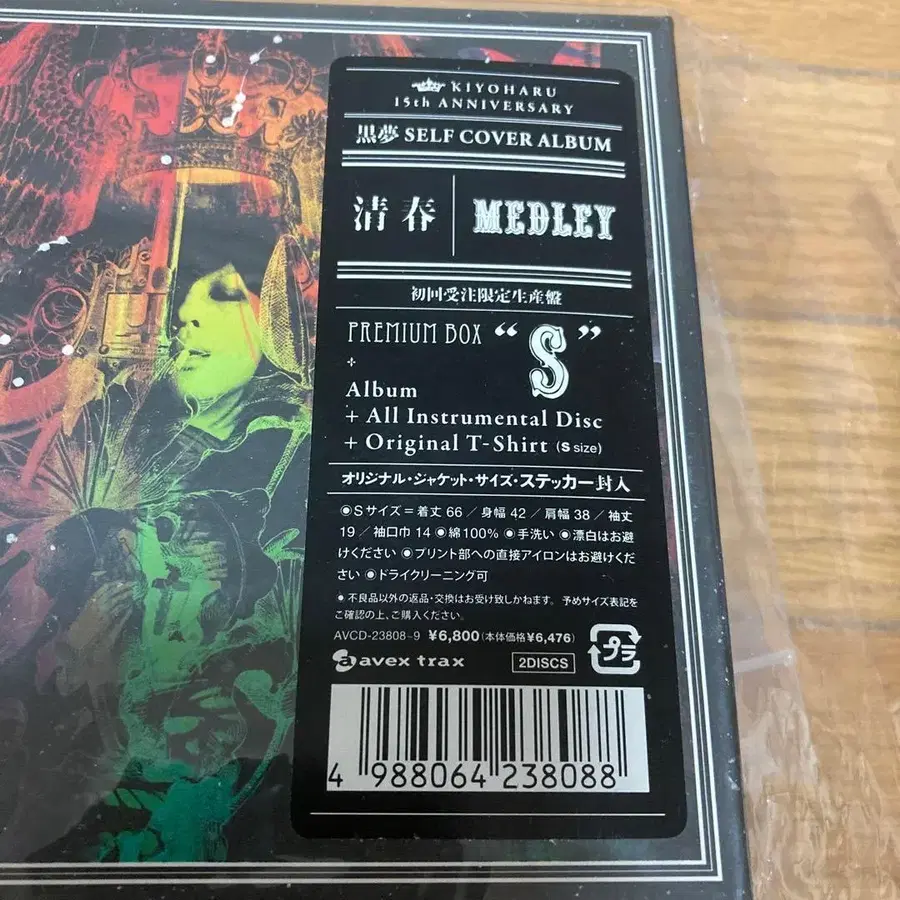 KIYOHARU
15th ANNIVERSARY
黒夢 SELF COVER ALBUM
清春 MEDLEY
初回受注限定生産盤
PREMIUM BOX “S”
+
Album
+ All Instrumental Disc
+ Original T-Shirt (S size)
オリジナル・ジャケット・サイズ・ステッカー封入
◉Sサイズ=着丈 66 / 身幅 42 / 肩幅 38 / 袖丈
19 / 袖口巾 14 ◉綿100% ◉手洗い ◉漂白はお避
けください ◉プリント部への直接アイロンはお避けくだ
さい ◉ドライクリーニング可
◉ 不良品以外の返品・交換はお受け致しかねます。 予めサイズ表記を
ご確認の上、ご購入ください。
AVCD-23808~9 ¥6,800(本体価格¥6,476)
a avex trax 2DISCS プラ
4 988064 238088